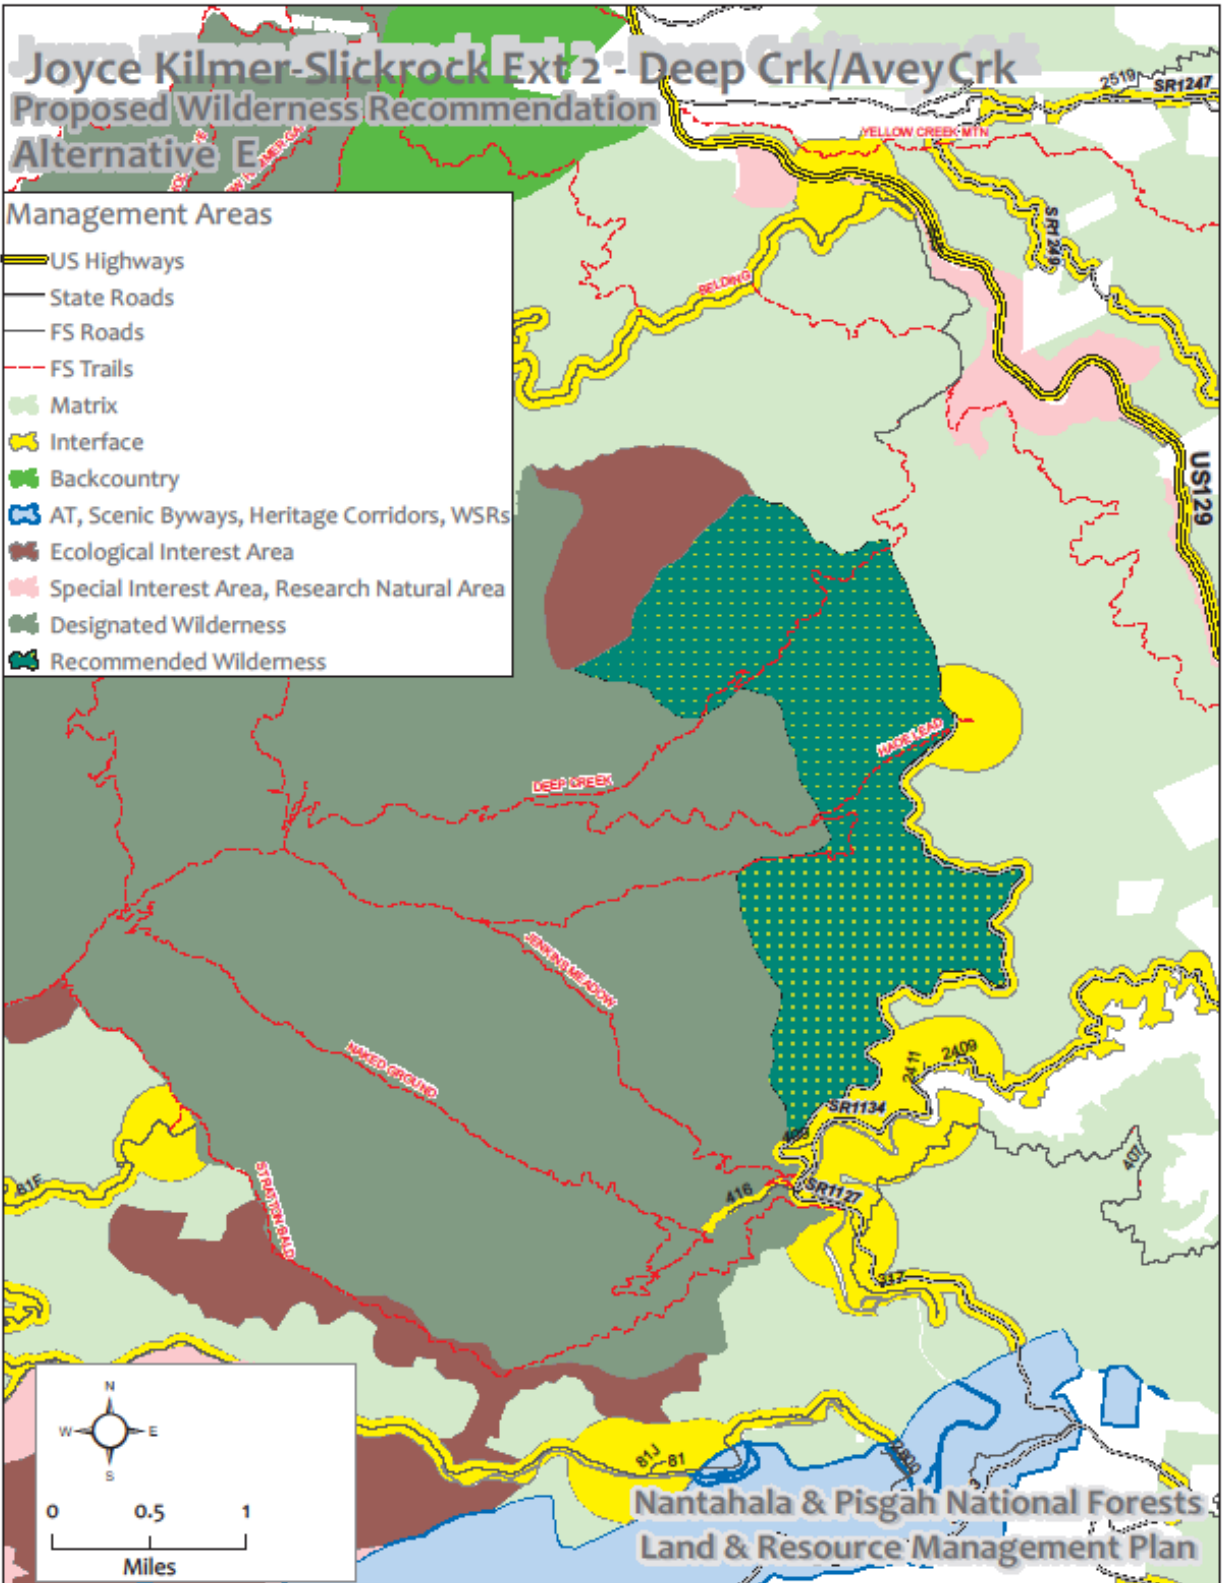 Joyce Kilmer-Slickrock Ext 2 - Deep Crk/AveyCrk
Proposed Wilderness Recommendation
Alternative E
2519
SR1247
YELLOW CREEK MTN
SR1249
BELDING
Management Areas
US Highways
State Roads
FS Roads
FS Trails
Matrix
Interface
Backcountry
AT, Scenic Byways, Heritage Corridors, WSRs
Ecological Interest Area
Special Interest Area, Research Natural Area
Designated Wilderness
Recommended Wilderness
US129
HAOE LEAD
DEEP CREEK
JENKINS MEADOW
NAKED GROUND
2411
2409
SR1134
407
81F
STRATTON BALD
416
SR1127
317
81J
81
N
W
E
S
0 0.5 1
Miles
Nantahala & Pisgah National Forests
Land & Resource Management Plan